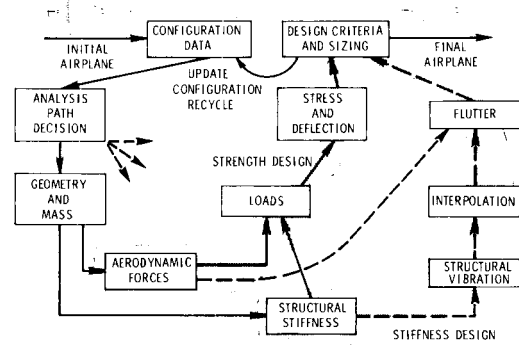 INITIAL
AIRPLANE
CONFIGURATION
DATA
DESIGN CRITERIA
AND SIZING
FINAL
AIRPLANE
UPDATE
CONFIGURATION
RECYCLE
ANALYSIS
PATH
DECISION
STRESS
AND
DEFLECTION
FLUTTER
STRENGTH DESIGN
GEOMETRY
AND
MASS
LOADS
INTERPOLATION
AERODYNAMIC
FORCES
STRUCTURAL
VIBRATION
STRUCTURAL
STIFFNESS
STIFFNESS DESIGN